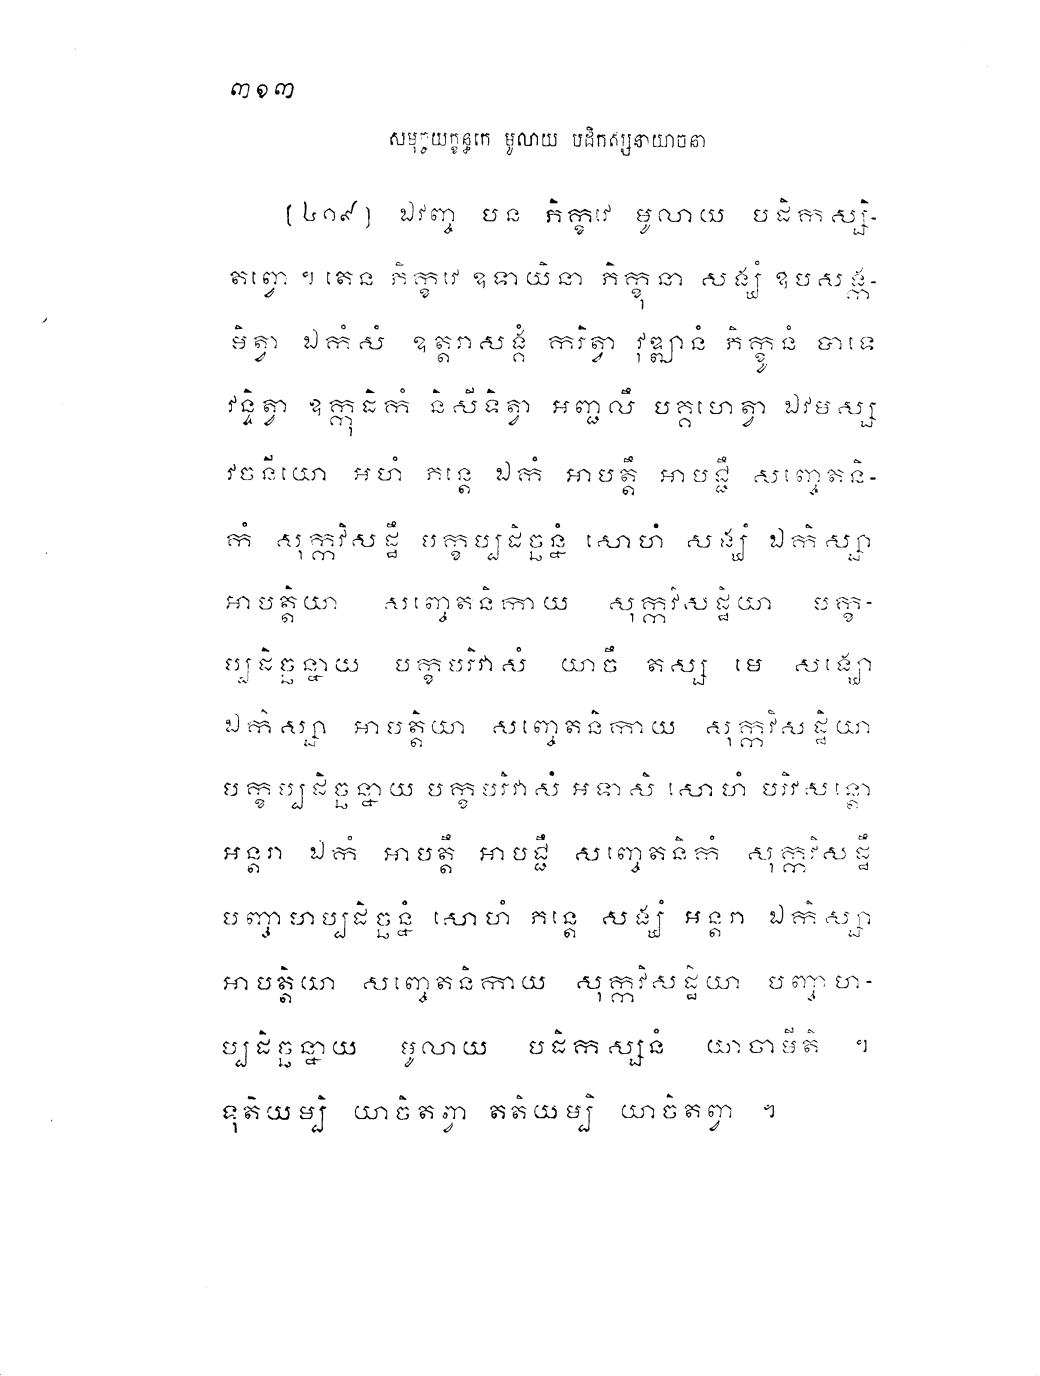 ៣១៣
សមុច្ចយក្ខន្ធកេ មូលាយ បដិកស្សនាយាចនា
(៤១៩) ឯវញ្ច បន ភិក្ខវេ មូលាយ បដិកស្សិ-
តព្វោ ។ តេន ភិក្ខវេ ឧទាយិនា ភិក្ខុនា សង្ឃំ ឧបសង្ក-
មិត្វា ឯកំសំ ឧត្តរាសង្គំ ករិត្វា វុឌ្ឍានំ ភិក្ខូនំ បាទេ
វន្ទិត្វា ឧក្កុដិកំ និសីទិត្វា អញ្ជលឹ បគ្គហេត្វា ឯវមស្ស
វចនីយោ អហំ ភន្តេ ឯកំ អាបត្តឹ អាបជ្ជឹ សញ្ចេតនិ-
កំ សុក្កវិសដ្ឋឹ បក្ខប្បដិច្ឆន្នំ សោហំ សង្ឃំ ឯកិស្សា
អាបត្តិយា សញ្ចេតនិកាយ សុក្កវិសដ្ឋិយា បក្ខ-
ប្បដិច្ឆន្នាយ បក្ខបរិវាសំ យាចឹ តស្ស មេ សង្ឃោ
ឯកិស្សា អាបត្តិយា សញ្ចេតនិកាយ សុក្កវិសដ្ឋិយា
បក្ខប្បដិច្ឆន្នាយ បក្ខបរិវាសំ អទាសិ សោហំ បរិវសន្តោ
អន្តរា ឯកំ អាបត្តឹ អាបជ្ជឹ សញ្ចេតនិកំ សុក្កវិសដ្ឋឹ
បញ្ចាហប្បដិច្ឆន្នំ សោហំ ភន្តេ សង្ឃំ អន្តរា ឯកិស្សា
អាបត្តិយា សញ្ចេតនិកាយ សុក្កវិសដ្ឋិយា បញ្ចាហ-
ប្បដិច្ឆន្នាយ មូលាយ បដិកស្សនំ យាចាមីតិ ។
ទុតិយម្បិ យាចិតព្វា តតិយម្បិ យាចិតព្វា ។